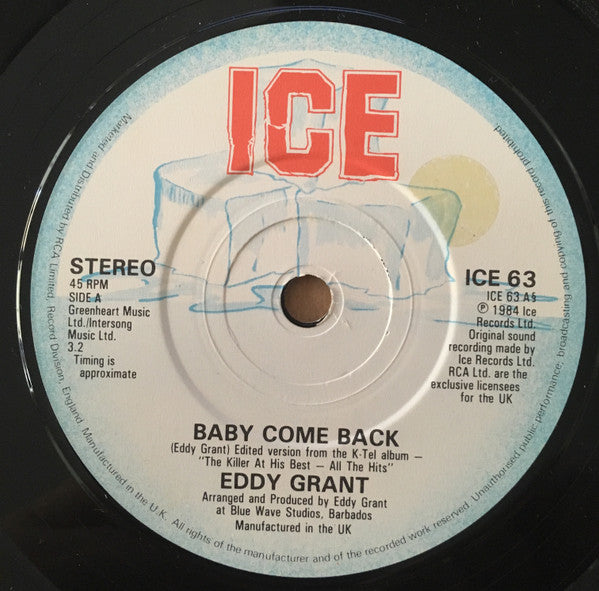 ICE
STEREO
45 RPM
SIDE A
Greenheart Music
Ltd./Intersong
Music Ltd.
3.2
Timing is
approximate
ICE 63
ICE 63 A§
℗ 1984 Ice
Records Ltd.
Original sound
recording made by
Ice Records Ltd.
RCA Ltd. are the
exclusive licensees
for the UK
BABY COME BACK
(Eddy Grant) Edited version from the K-Tel album –
"The Killer At His Best – All The Hits"
EDDY GRANT
Arranged and Produced by Eddy Grant
at Blue Wave Studios, Barbados
Manufactured in the UK
Marketed and Distributed by RCA Limited, Record Division, England. Manufactured in the U.K. All rights of the manufacturer and of the recorded work reserved. Unauthorised public performance, broadcasting and copying of this record prohibited.